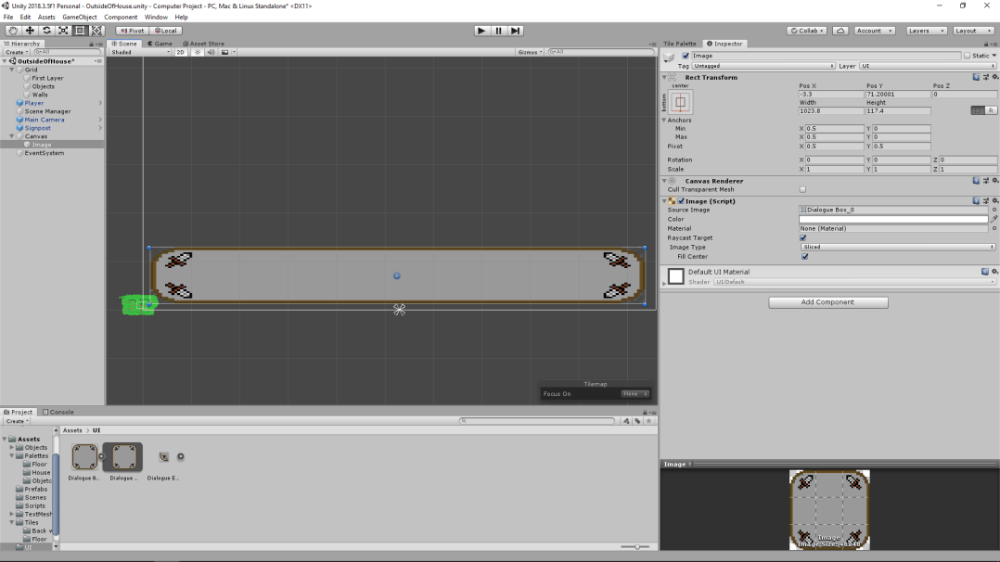 Unity 2018.3.5f1 Personal - OutsideOfHouse.unity - Computer Project - PC, Mac & Linux Standalone* <DX11>
File Edit Assets GameObject Component Window Help
Pivot Local Collab Account Layers Layout
Hierarchy Scene Game Asset Store Tile Palette Inspector
Create All Shaded 2D Gizmos All
OutsideOfHouse*
Grid
First Layer
Objects
Walls
Player
Scene Manager
Main Camera
Signpost
Canvas
Image
EventSystem
Image Static
Tag Untagged Layer UI
Rect Transform
center Pos X Pos Y Pos Z
bottom -3.3 71.20001 0
Width Height
1023.8 117.4 R
Anchors
Min X 0.5 Y 0
Max X 0.5 Y 0
Pivot X 0.5 Y 0.5
Rotation X 0 Y 0 Z 0
Scale X 1 Y 1 Z 1
Canvas Renderer
Cull Transparent Mesh
Image (Script)
Source Image Dialogue Box_0
Color
Material None (Material)
Raycast Target
Image Type Sliced
Fill Center
Default UI Material
Shader UI/Default
Add Component
Tilemap
Focus On None
Project Console
Create
Assets
Objects
Palettes
Floor
House
Prefabs
Scenes
Scripts
TextMesh
Tiles
Back w
Floor
UI
Assets > UI
Dialogue B... Dialogue ... Dialogue E...
Image
Image
Image Size: 48x48